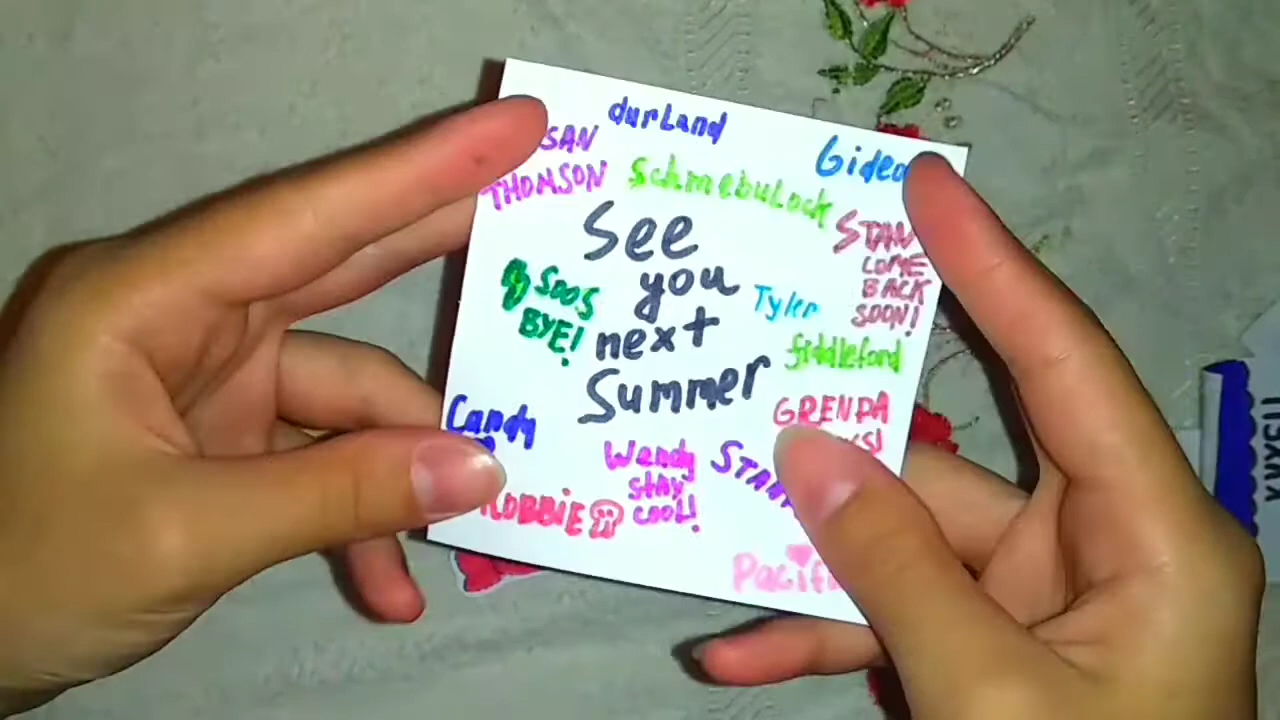 durland
SAN
THOMSON
Gideo
Schmebulock
See
you
next
Summer
STAN
COME
BACK
SOON!
Soos
BYE!
Tyler
fiddleford
GRENDA
Candy
Wendy
Stay
cool!
STAN
ROBBIE
Pacifi